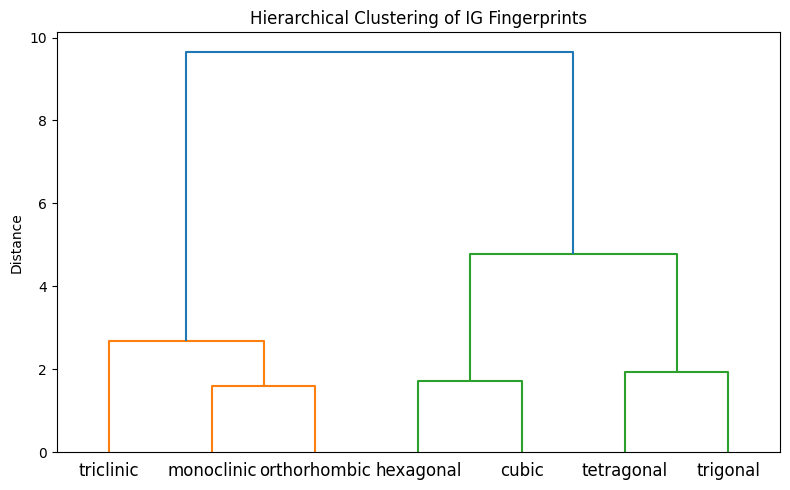 Hierarchical Clustering of IG Fingerprints
10
8
6
4
2
0
Distance
triclinic monoclinic orthorhombic hexagonal cubic tetragonal trigonal